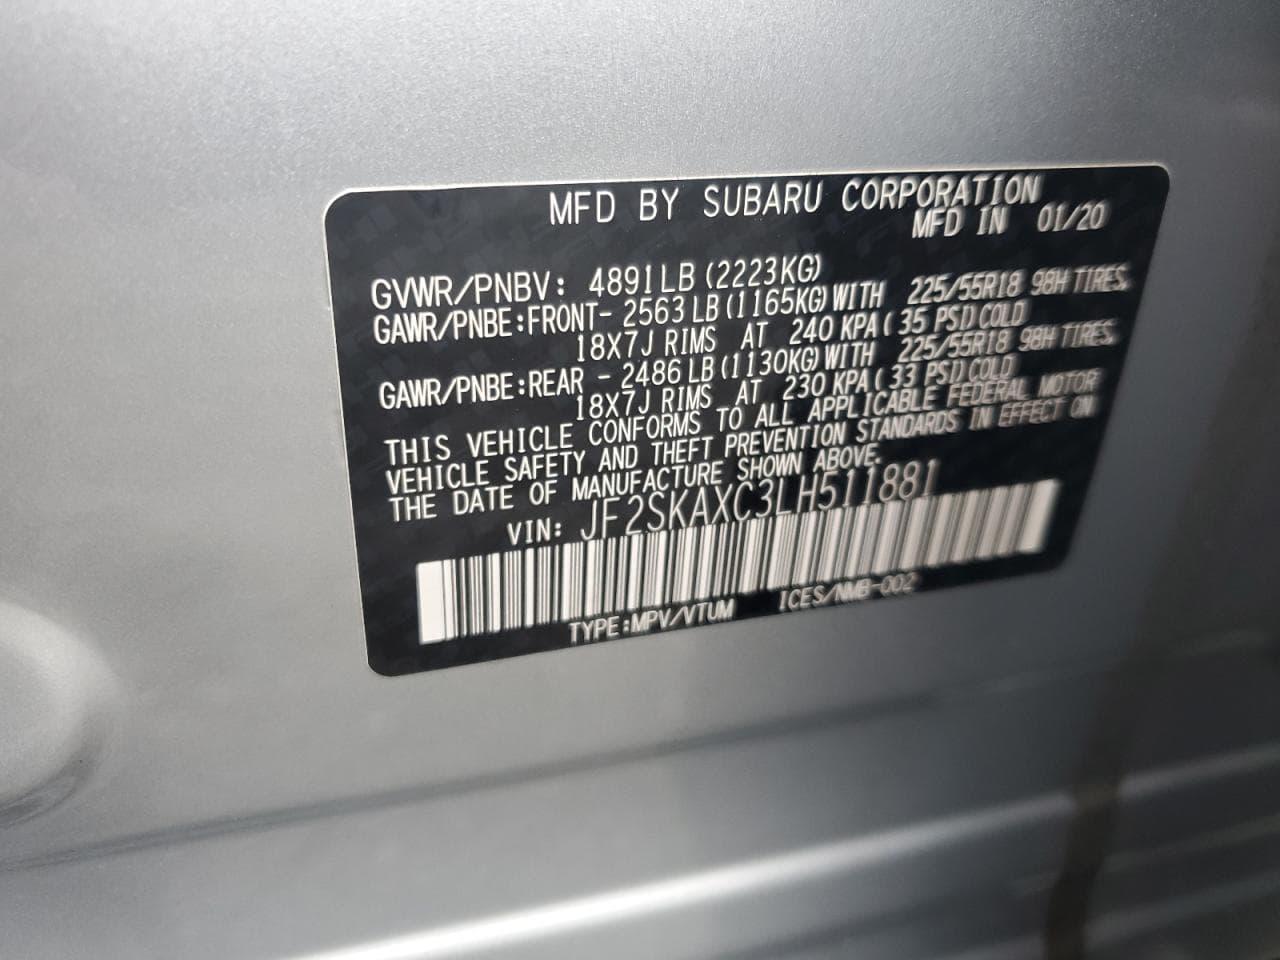 MFD BY SUBARU CORPORATION
MFD IN 01/20
GVWR/PNBV: 4891LB (2223KG)
GAWR/PNBE:FRONT- 2563LB (1165KG) WITH 225/55R18 98H TIRES
18X7J RIMS AT 240 KPA (35 PSI) COLD
GAWR/PNBE:REAR - 2486LB (1130KG) WITH 225/55R18 98H TIRES
18X7J RIMS AT 230 KPA (33 PSI) COLD
THIS VEHICLE CONFORMS TO ALL APPLICABLE FEDERAL MOTOR
VEHICLE SAFETY AND THEFT PREVENTION STANDARDS IN EFFECT ON
THE DATE OF MANUFACTURE SHOWN ABOVE.
VIN: JF2SKAXC3LH511881
TYPE:MPV/VTUM ICES/NMB-002